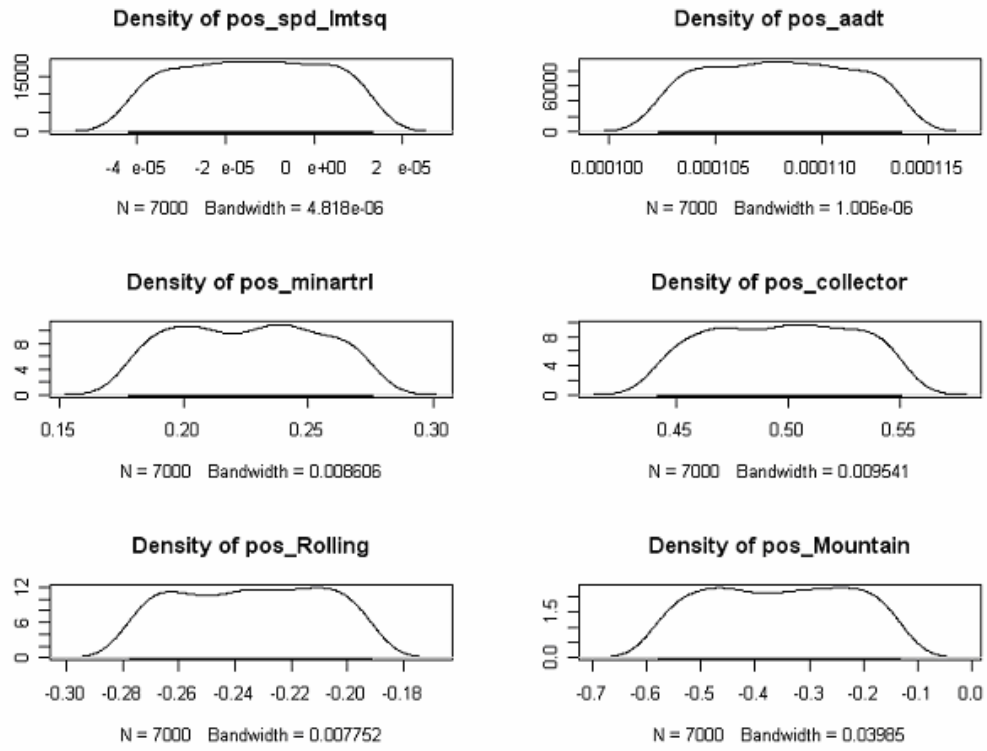 Density of pos_spd_lmtsq
Density of pos_aadt
0 15000
0 60000
-4 e-05 -2 e-05 0 e+00 2 e-05
0.000100 0.000105 0.000110 0.000115
N = 7000 Bandwidth = 4.818e-06
N = 7000 Bandwidth = 1.006e-06
Density of pos_minartrl
Density of pos_collector
0 4 8
0 4 8
0.15 0.20 0.25 0.30
0.45 0.50 0.55
N = 7000 Bandwidth = 0.008606
N = 7000 Bandwidth = 0.009541
Density of pos_Rolling
Density of pos_Mountain
0 6 12
0.0 1.5
-0.30 -0.28 -0.26 -0.24 -0.22 -0.20 -0.18
-0.7 -0.6 -0.5 -0.4 -0.3 -0.2 -0.1 0.0
N = 7000 Bandwidth = 0.007752
N = 7000 Bandwidth = 0.03985